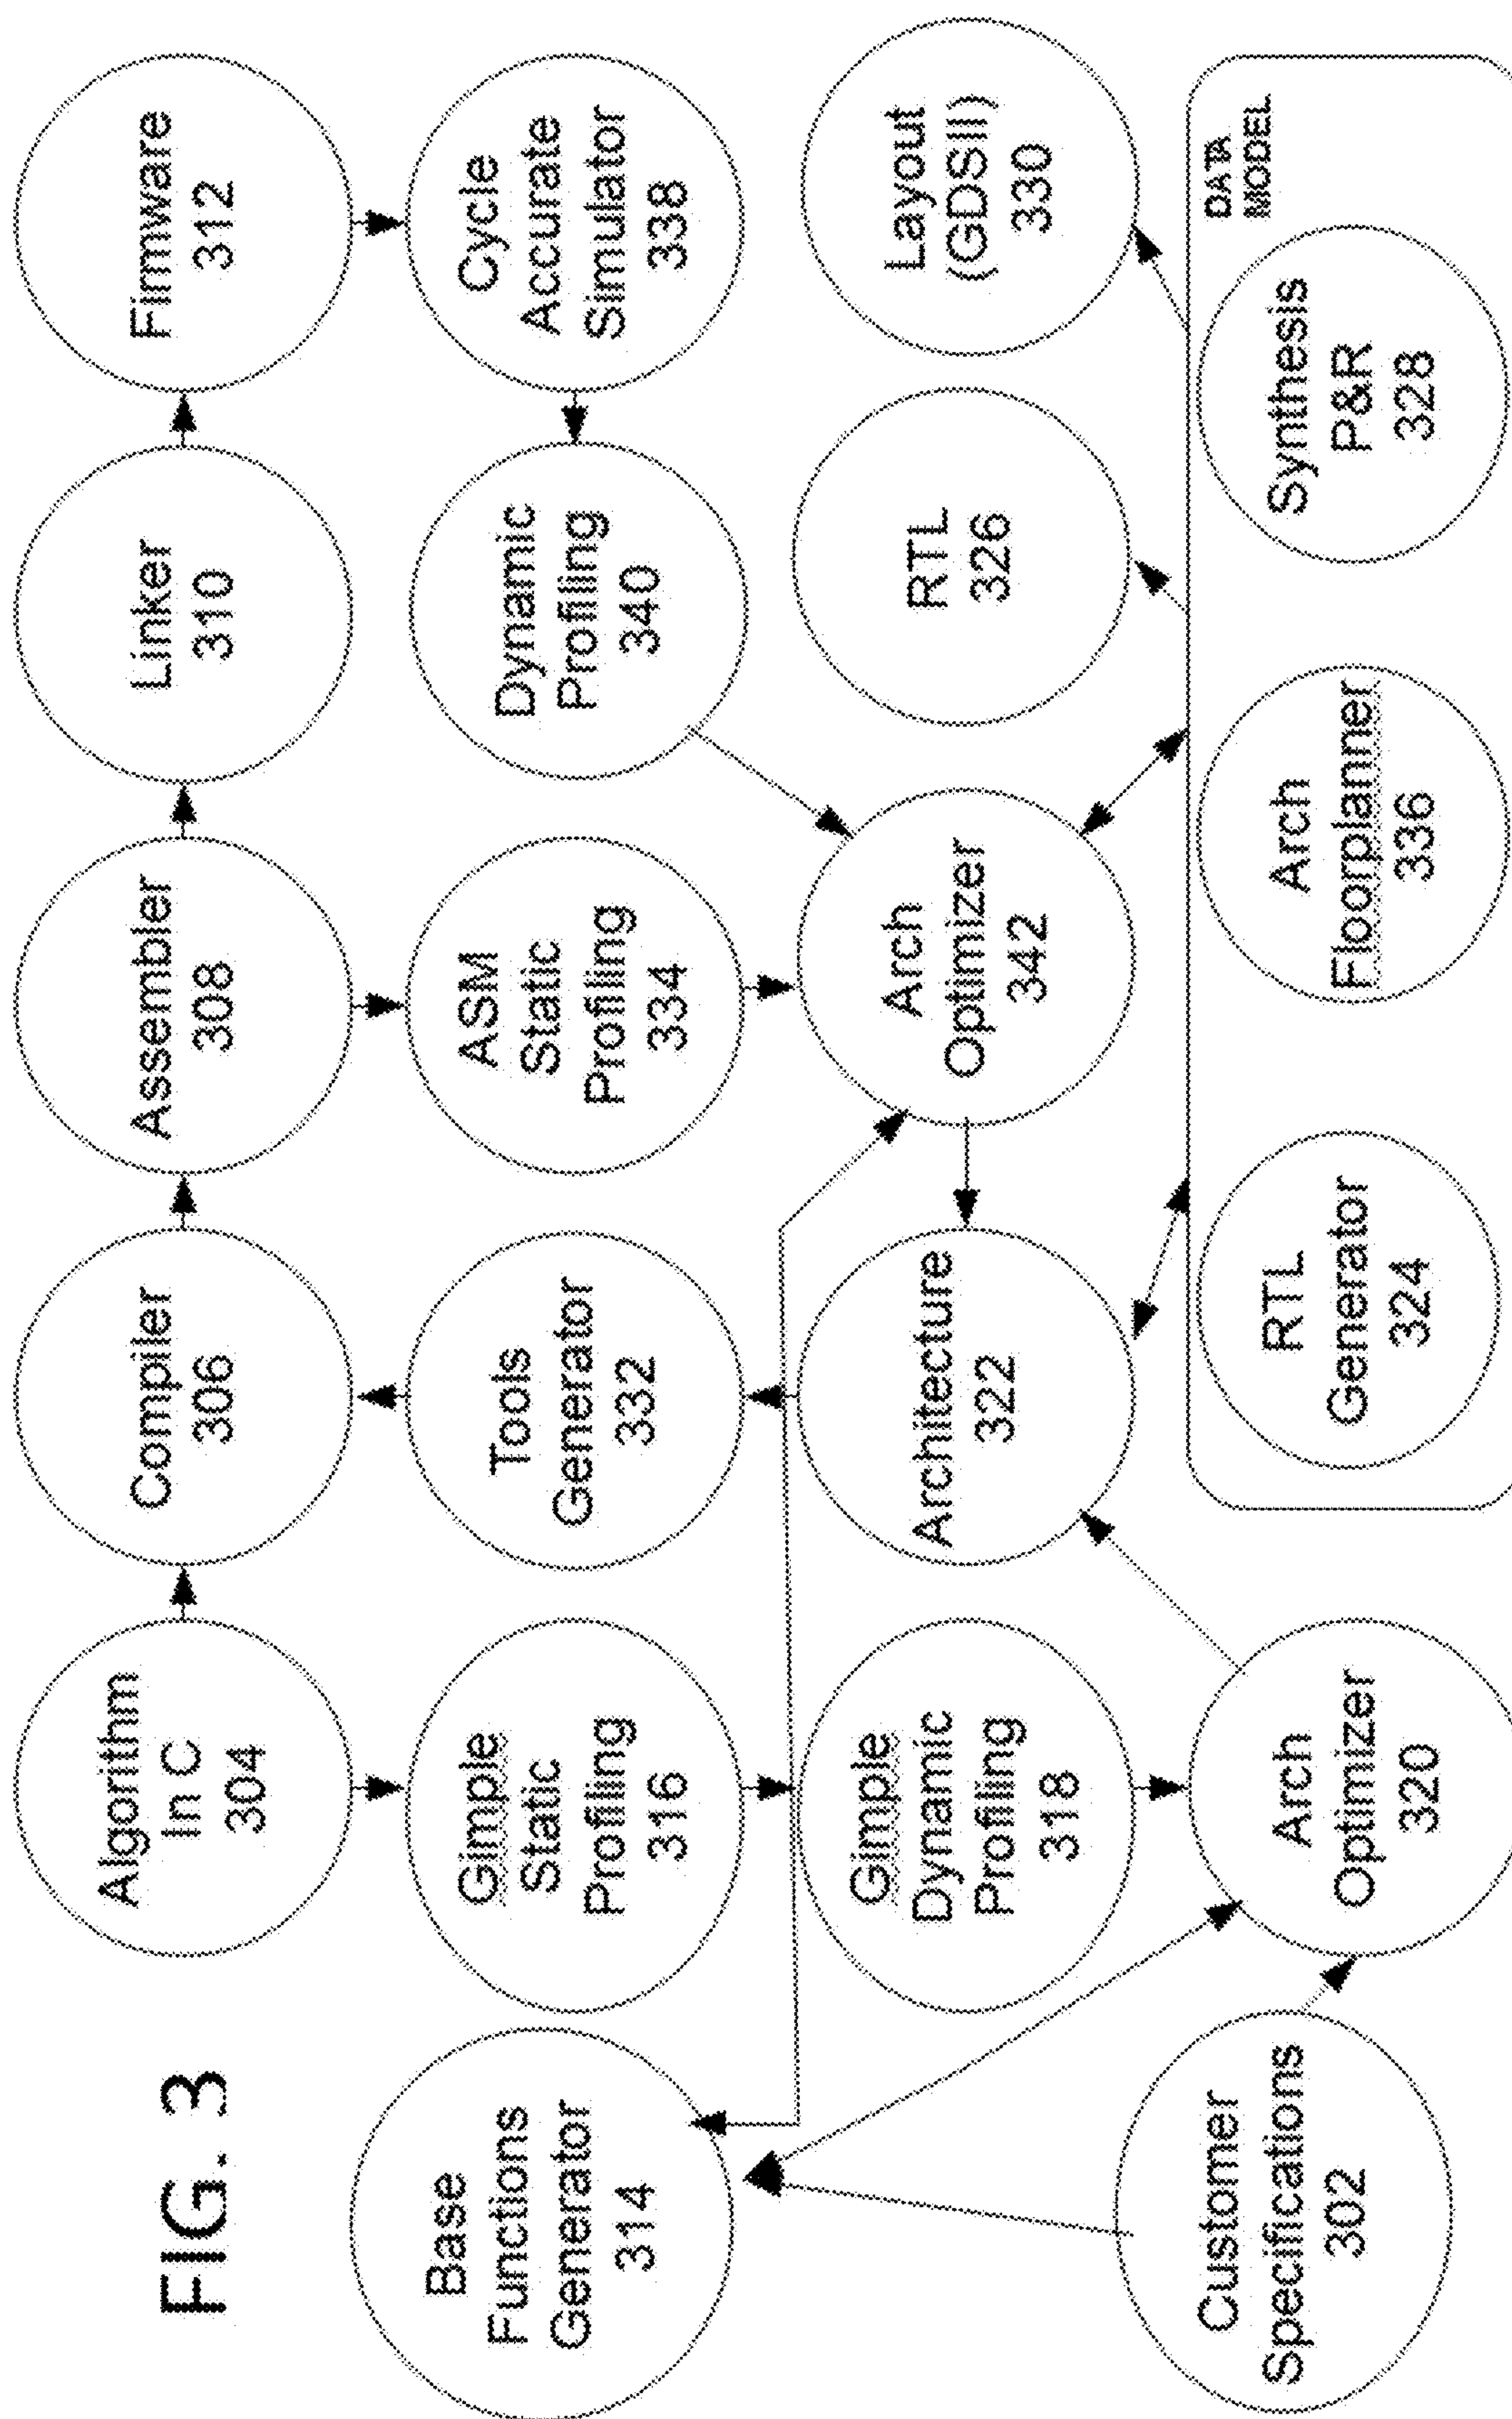 FIG. 3
Algorithm
In C
304
Compiler
306
Assembler
308
Linker
310
Firmware
312
Base
Functions
Generator
314
Gimple
Static
Profiling
316
Tools
Generator
332
ASM
Static
Profiling
334
Dynamic
Profiling
340
Cycle
Accurate
Simulator
338
Gimple
Dynamic
Profiling
318
Architecture
322
Arch
Optimizer
342
RTL
326
Layout
(GDSII)
330
Customer
Specifications
302
Arch
Optimizer
320
DATA
MODEL
RTL
Generator
324
Arch
Floorplanner
336
Synthesis
P&R
328